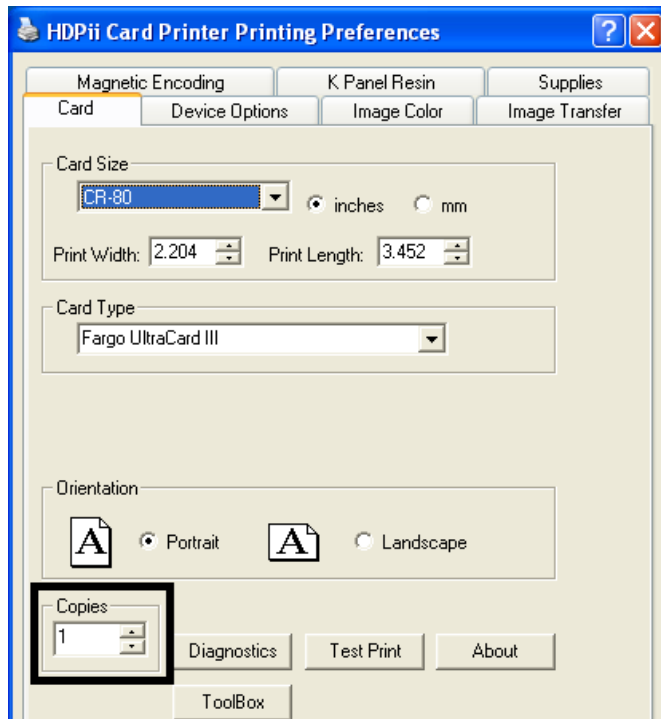 HDPii Card Printer Printing Preferences
Magnetic Encoding K Panel Resin Supplies
Card Device Options Image Color Image Transfer
Card Size
CR-80 inches mm
Print Width: 2.204 Print Length: 3.452
Card Type
Fargo UltraCard III
Orientation
A Portrait A Landscape
Copies
1
Diagnostics Test Print About
ToolBox